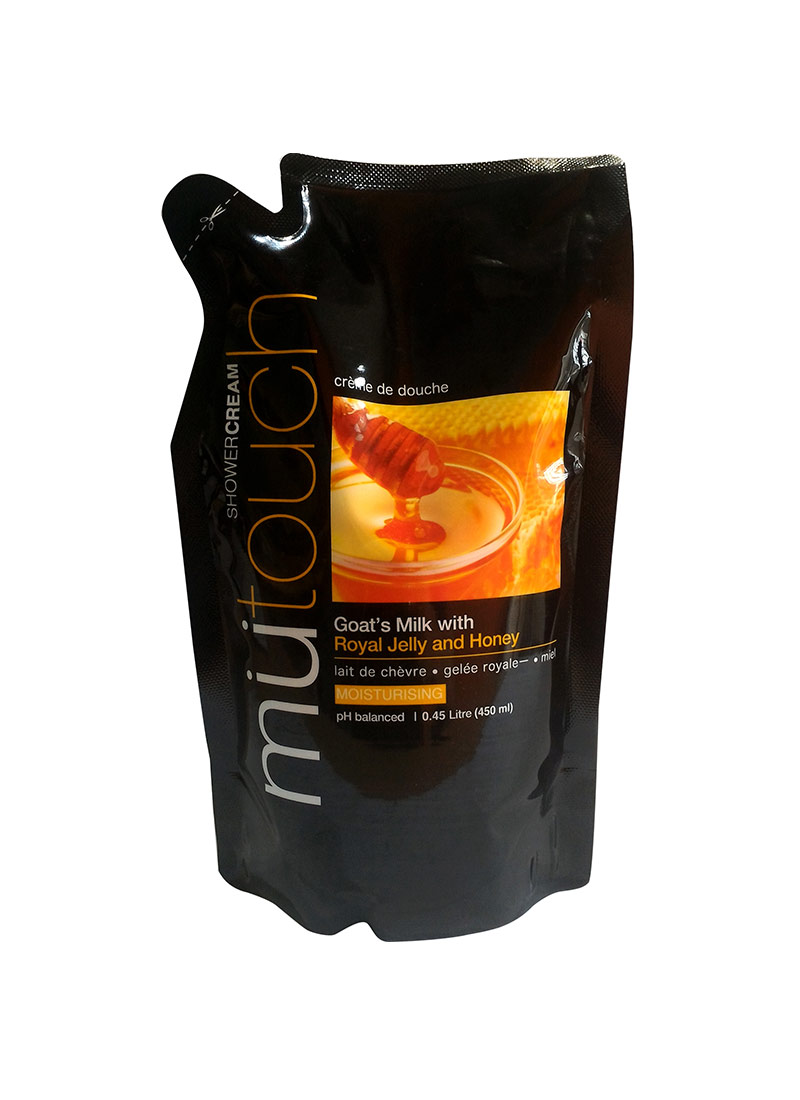 SHOWERCREAM
mütouch
crème de douche
Goat's Milk with
Royal Jelly and Honey
lait de chèvre • gelée royale— • miel
MOISTURISING
pH balanced | 0.45 Litre (450 ml)